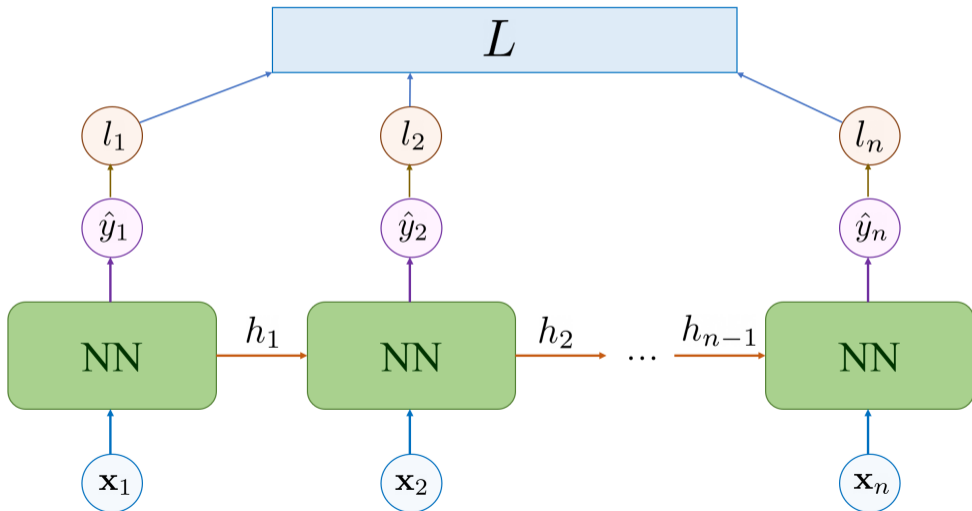 L
l₁ l₂ lₙ
ŷ₁ ŷ₂ ŷₙ
NN h₁ NN h₂ ... hₙ₋₁ NN
x₁ x₂ xₙ